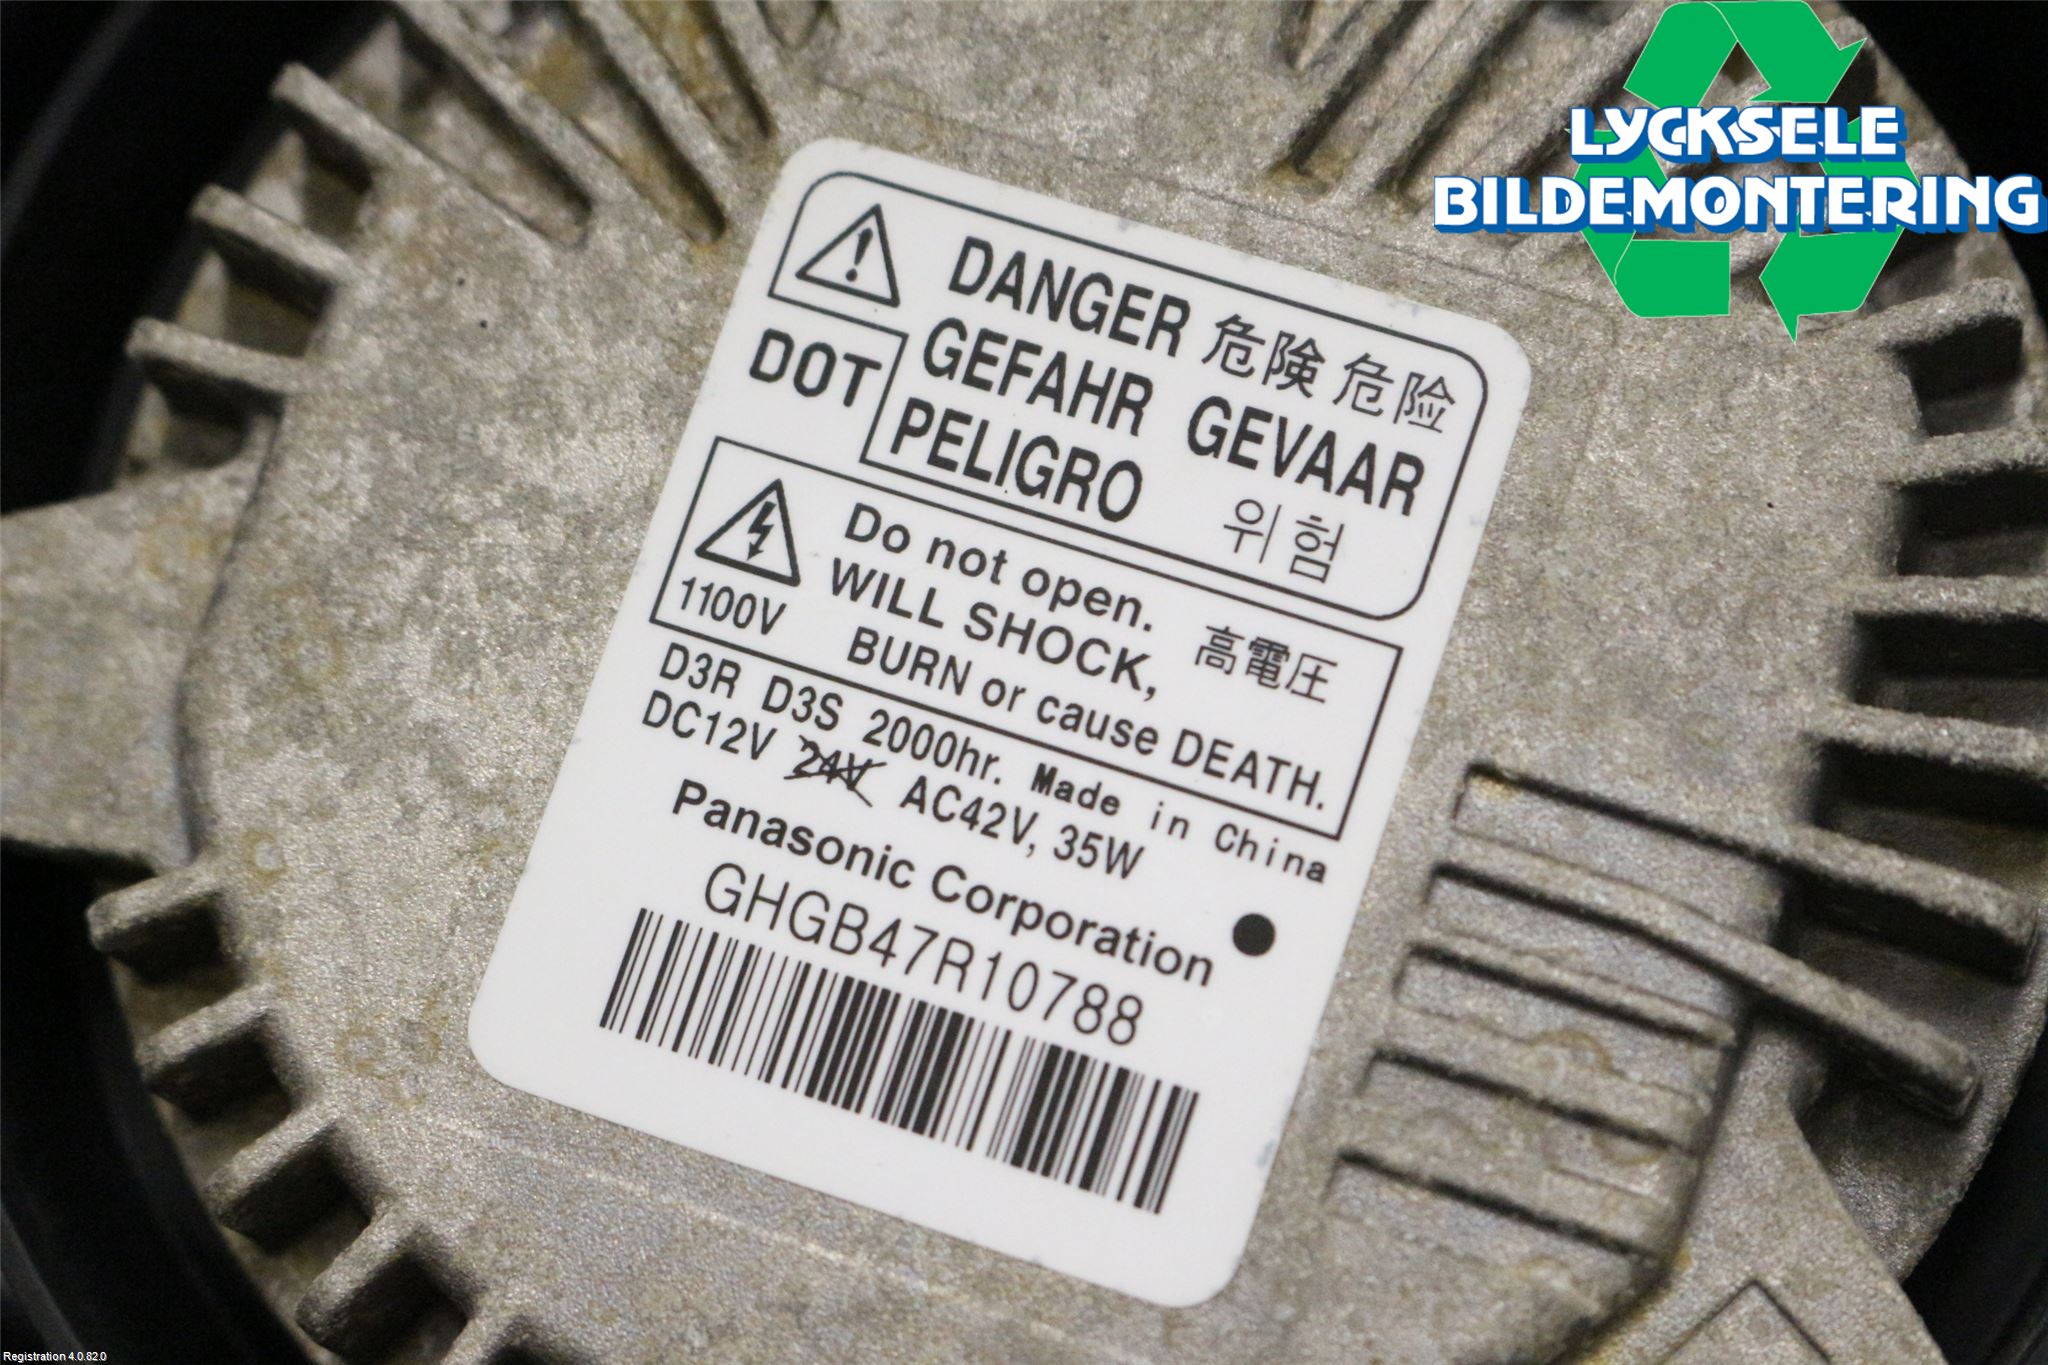 LYCKSELE
BILDEMONTERING
DANGER 危険 危险
GEFAHR GEVAAR
DOT
PELIGRO 위험
Do not open.
WILL SHOCK, 高電圧
1100V
BURN or cause DEATH.
D3R D3S 2000hr. Made in China
DC12V 24V AC42V, 35W
Panasonic Corporation
GHGB47R10788
Registration 4.0.82.0